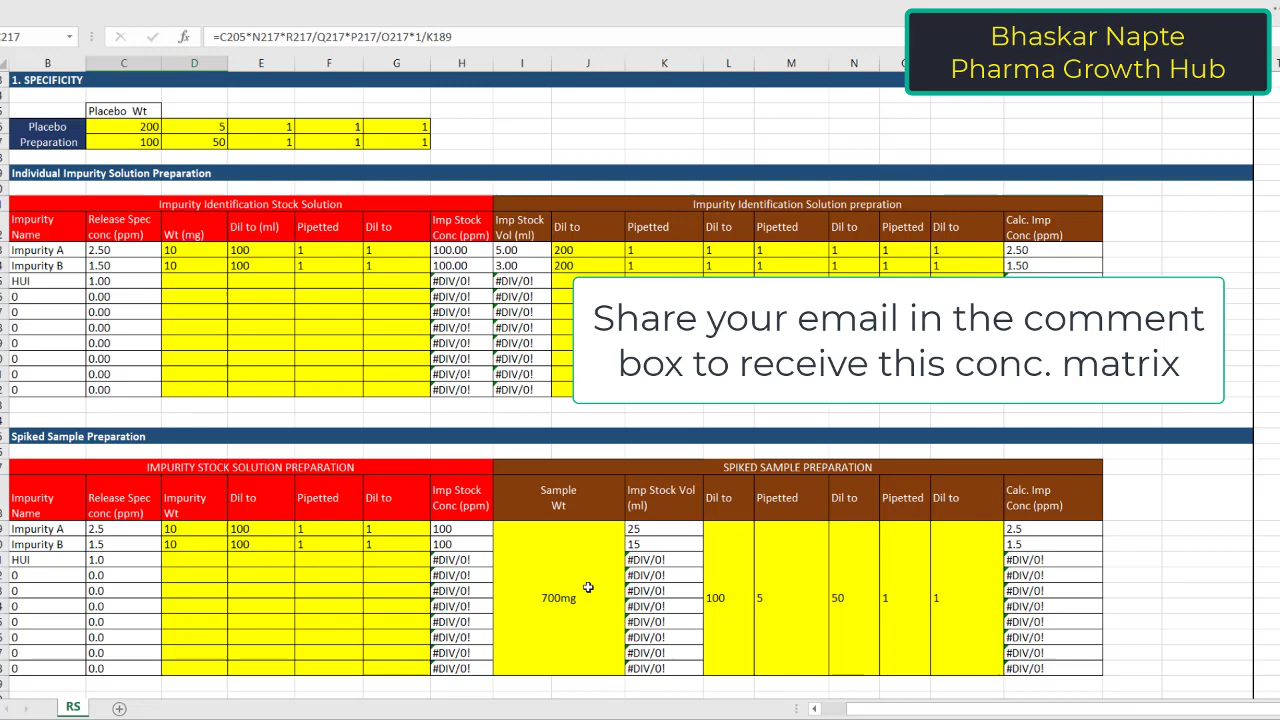 C217 =C205*N217*R217/Q217*P217/O217*1/K189
Bhaskar Napte
Pharma Growth Hub
B C D E F G H I J K L M N
1. SPECIFICITY
Placebo Wt
Placebo 200 5 1 1 1
Preparation 100 50 1 1 1
Individual Impurity Solution Preparation
Impurity Identification Stock Solution Impurity Identification Solution prepration
Impurity Release Spec Imp Stock Imp Stock Calc. Imp
Name conc (ppm) Wt (mg) Dil to (ml) Pipetted Dil to Conc (ppm) Vol (ml) Dil to Pipetted Dil to Pipetted Dil to Pipetted Dil to Conc (ppm)
Impurity A 2.50 10 100 1 1 100.00 5.00 200 1 1 1 1 1 1 2.50
Impurity B 1.50 10 100 1 1 100.00 3.00 200 1 1 1 1 1 1 1.50
HUI 1.00 #DIV/0! #DIV/0!
0 0.00 #DIV/0! #DIV/0!
0 0.00 #DIV/0! #DIV/0!
0 0.00 #DIV/0! #DIV/0!
0 0.00 #DIV/0! #DIV/0!
0 0.00 #DIV/0! #DIV/0!
0 0.00 #DIV/0! #DIV/0!
0 0.00 #DIV/0! #DIV/0!
Share your email in the comment
box to receive this conc. matrix
Spiked Sample Preparation
IMPURITY STOCK SOLUTION PREPARATION SPIKED SAMPLE PREPARATION
Impurity Release Spec Impurity Dil to Pipetted Dil to Imp Stock Sample Imp Stock Vol Dil to Pipetted Dil to Pipetted Dil to Calc. Imp
Name conc (ppm) Wt Conc (ppm) Wt (ml) Conc (ppm)
Impurity A 2.5 10 100 1 1 100 25 2.5
Impurity B 1.5 10 100 1 1 100 15 1.5
HUI 1.0 #DIV/0! #DIV/0! #DIV/0!
0 0.0 #DIV/0! #DIV/0! #DIV/0!
0 0.0 #DIV/0! 700mg #DIV/0! 100 5 50 1 1 #DIV/0!
0 0.0 #DIV/0! #DIV/0! #DIV/0!
0 0.0 #DIV/0! #DIV/0! #DIV/0!
0 0.0 #DIV/0! #DIV/0! #DIV/0!
0 0.0 #DIV/0! #DIV/0! #DIV/0!
0 0.0 #DIV/0! #DIV/0! #DIV/0!
RS